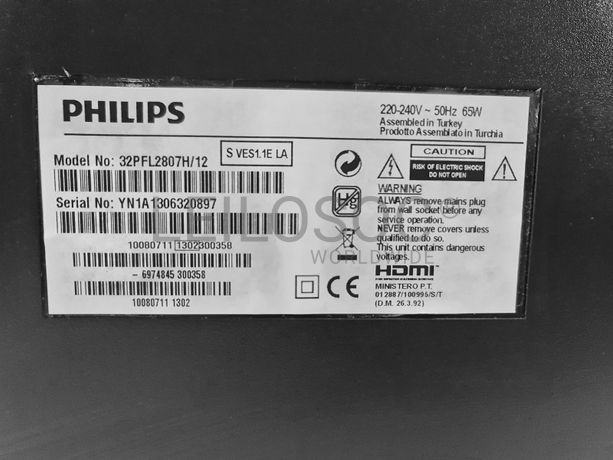 PHILIPS
S VES1.1E LA
220-240V ~ 50Hz 65W
Assembled in Turkey
Prodotto Assemblato in Turchia
Model No: 32PFL2807H/12
CAUTION
RISK OF ELECTRIC SHOCK
DO NOT OPEN
Serial No: YN1A1306320897
Hg
WARNING
ALWAYS remove mains plug
from wall socket before any
service operation.
NEVER remove covers unless
qualified to do so.
This unit contains dangerous
voltages.
LEILOSOC®
WORLDWIDE
10080711 1302300358
- 6974845 300358
10080711 1302
CE
HDMI
MINISTERO P.T.
012887/100995/S/T
(D.M. 26.3.92)